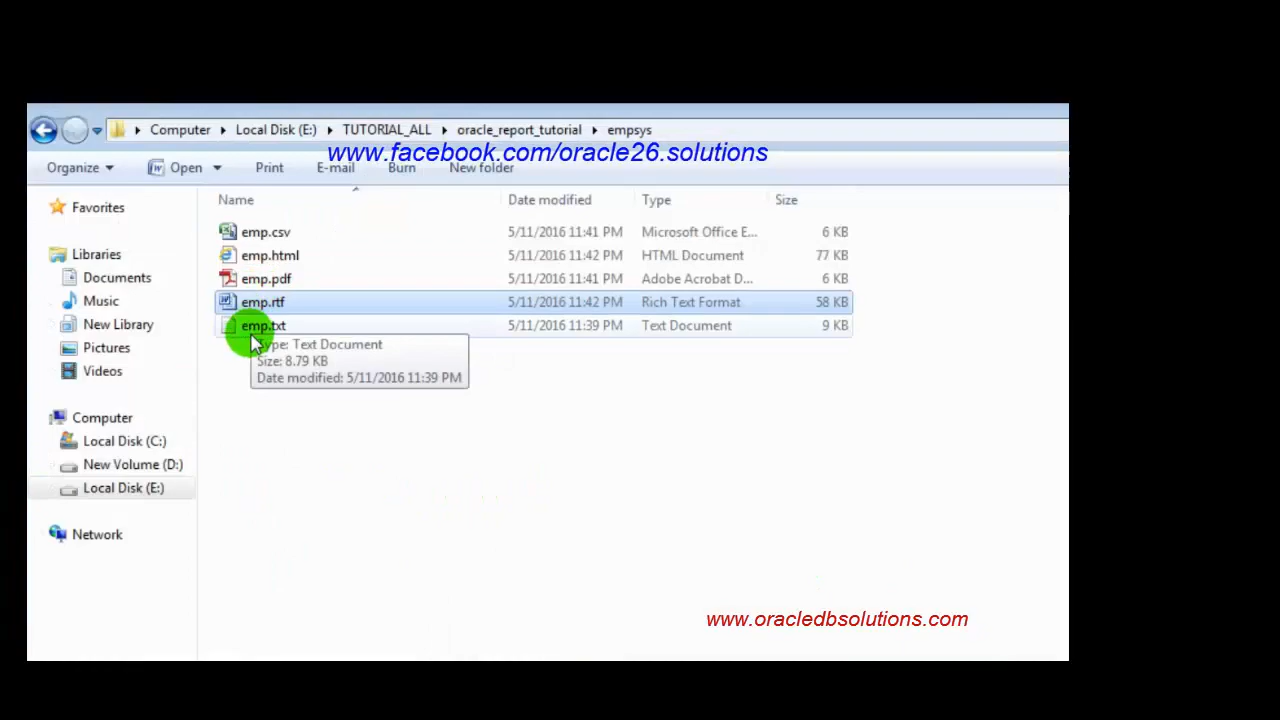 Computer Local Disk (E:) TUTORIAL_ALL oracle_report_tutorial empsys
www.facebook.com/oracle26.solutions
Organize Open Print E-mail Burn New folder
Name Date modified Type Size
Favorites
Libraries
Documents
Music
New Library
Pictures
Videos
Computer
Local Disk (C:)
New Volume (D:)
Local Disk (E:)
Network
emp.csv 5/11/2016 11:41 PM Microsoft Office E... 6 KB
emp.html 5/11/2016 11:42 PM HTML Document 77 KB
emp.pdf 5/11/2016 11:41 PM Adobe Acrobat D... 6 KB
emp.rtf 5/11/2016 11:42 PM Rich Text Format 58 KB
emp.txt 5/11/2016 11:39 PM Text Document 9 KB
Type: Text Document
Size: 8.79 KB
Date modified: 5/11/2016 11:39 PM
www.oracledbsolutions.com